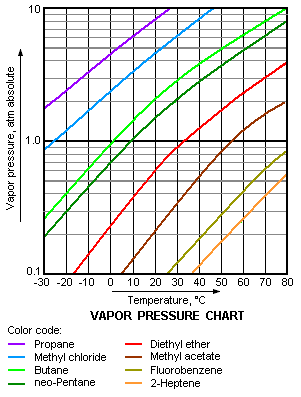 10
1.0
0.1
Vapor pressure, atm absolute
-30 -20 -10 0 10 20 30 40 50 60 70 80
Temperature, °C
VAPOR PRESSURE CHART
Color code:
Propane Diethyl ether
Methyl chloride Methyl acetate
Butane Fluorobenzene
neo-Pentane 2-Heptene